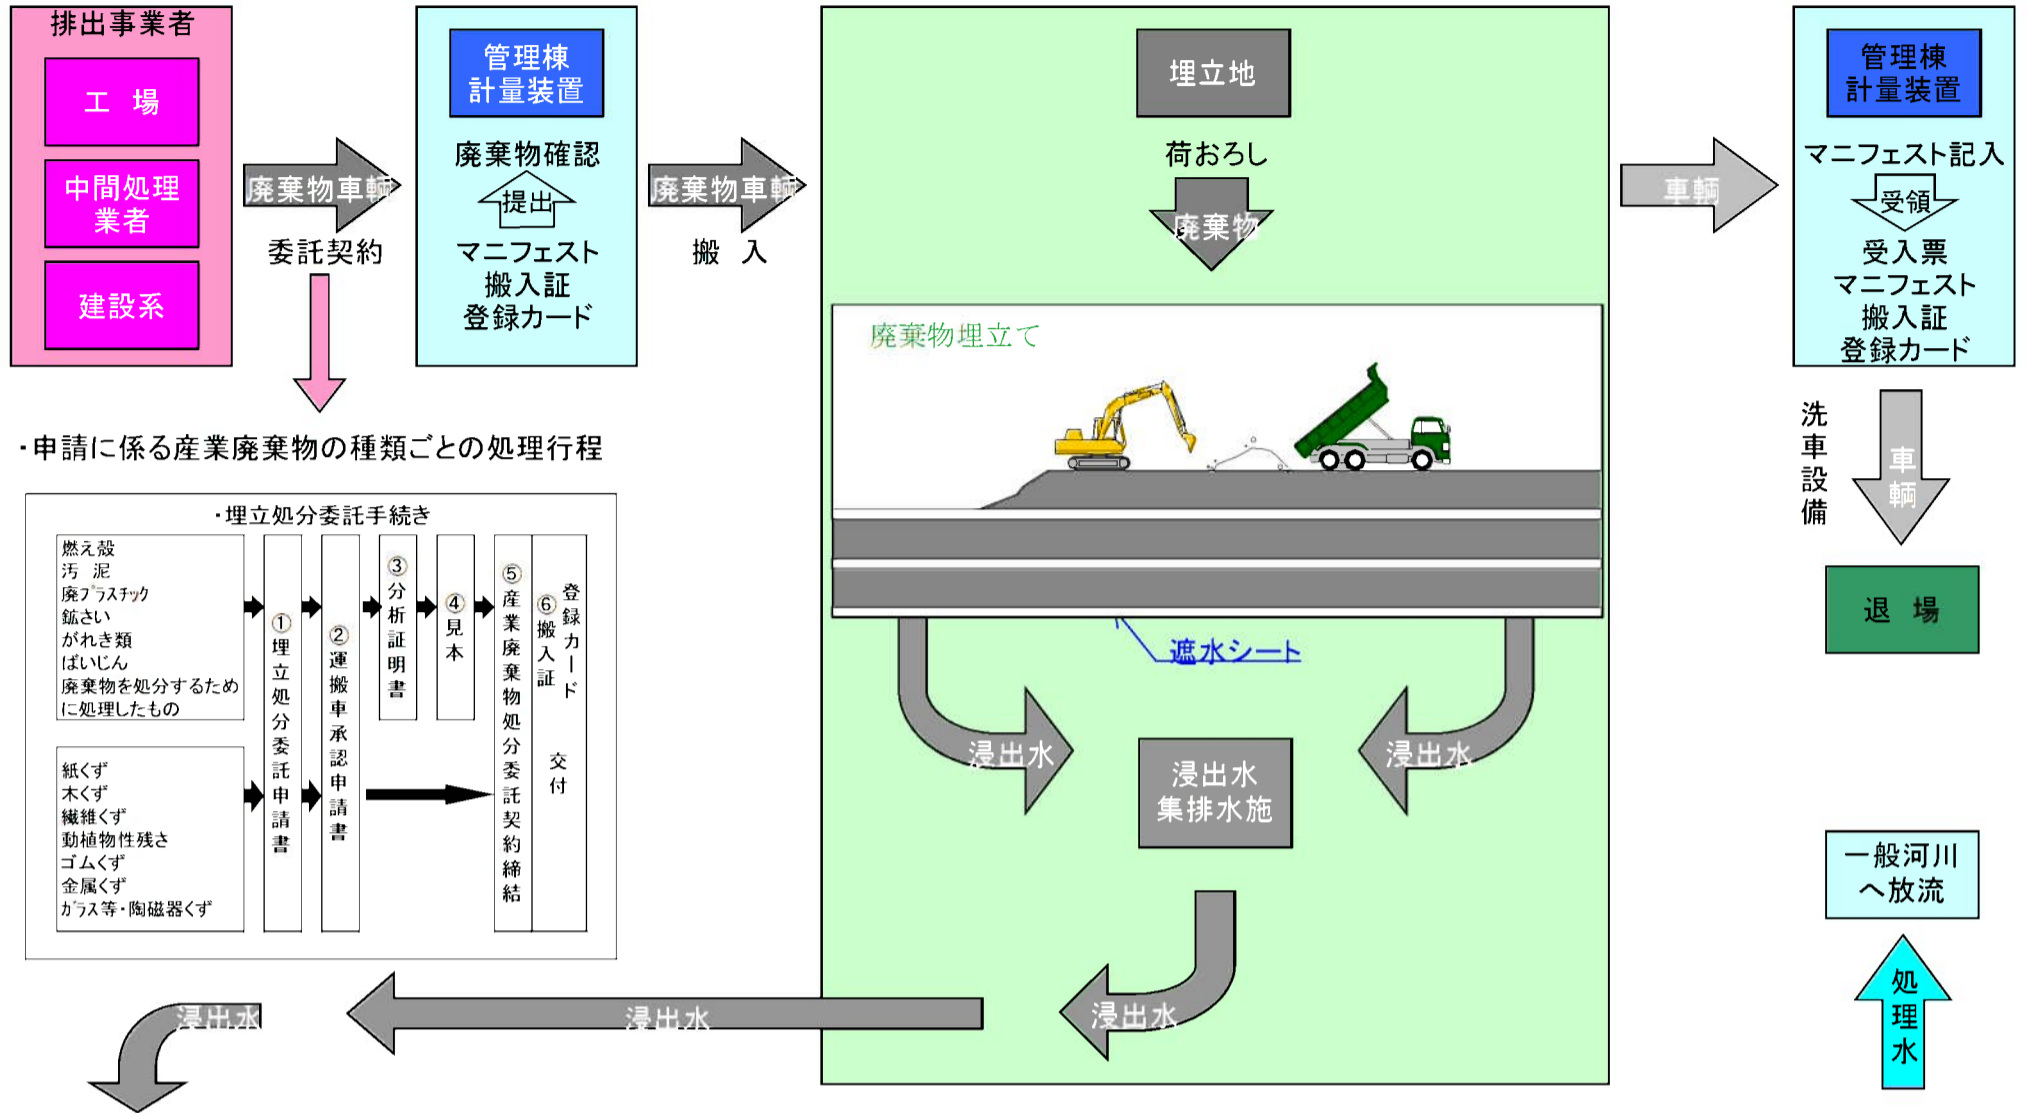 排出事業者
工 場
中間処理
業者
建設系
廃棄物車輌
委託契約
管理棟
計量装置
廃棄物確認
提出
マニフェスト
搬入証
登録カード
廃棄物車輌
搬 入
埋立地
荷おろし
廃棄物
廃棄物埋立て
遮水シート
浸出水
浸出水
浸出水
集排水施
浸出水
浸出水
浸出水
車輌
管理棟
計量装置
マニフェスト記入
受領
受入票
マニフェスト
搬入証
登録カード
洗車設備
車輌
退 場
一般河川
へ放流
処理水
・申請に係る産業廃棄物の種類ごとの処理行程
・埋立処分委託手続き
燃え殻
汚 泥
廃プラスチック
鉱さい
がれき類
ばいじん
廃棄物を処分するため
に処理したもの
紙くず
木くず
繊維くず
動植物性残さ
ゴムくず
金属くず
ガラス等・陶磁器くず
①埋立処分委託申請書
②運搬車承認申請書
③分析証明書
④見本
⑤産業廃棄物処分委託契約締結
⑥搬入証
登録カード
交付